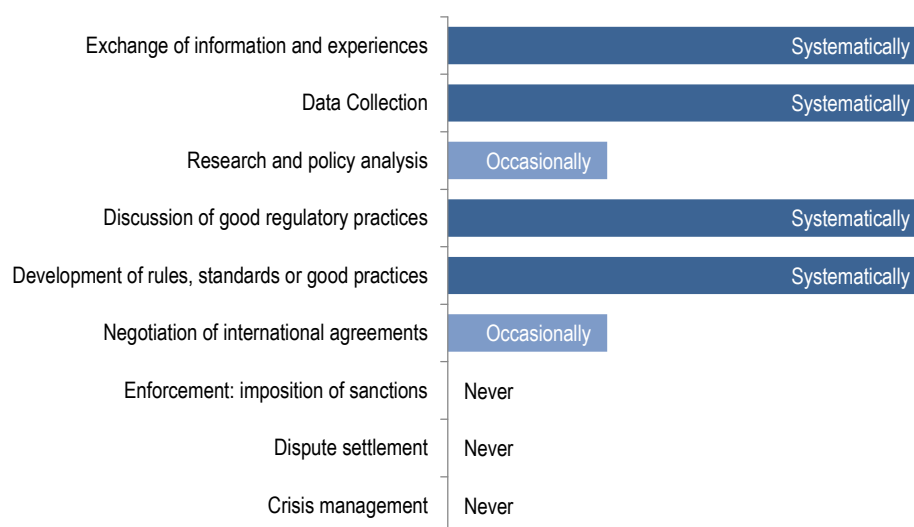 Exchange of information and experiences Systematically
Data Collection Systematically
Research and policy analysis Occasionally
Discussion of good regulatory practices Systematically
Development of rules, standards or good practices Systematically
Negotiation of international agreements Occasionally
Enforcement: imposition of sanctions Never
Dispute settlement Never
Crisis management Never